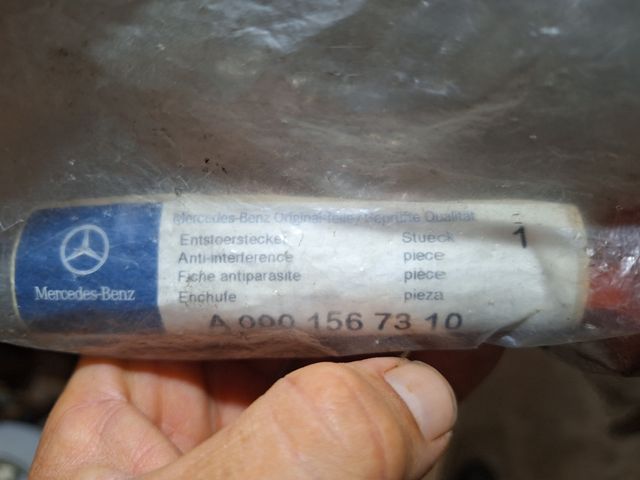 Mercedes-Benz Original-Teile / Geprüfte Qualität
Entstoerstecker Stueck 1
Anti-interference piece
Fiche antiparasite pièce
Enchufe pieza
A 000 156 73 10
Mercedes-Benz